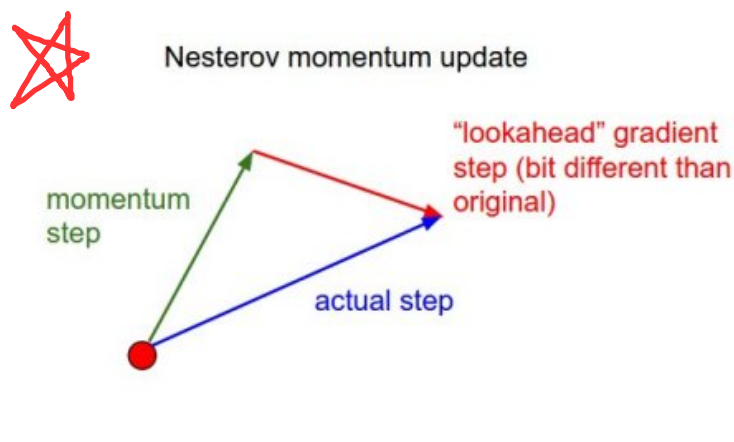 Nesterov momentum update
“lookahead” gradient
step (bit different than
original)
momentum
step
actual step